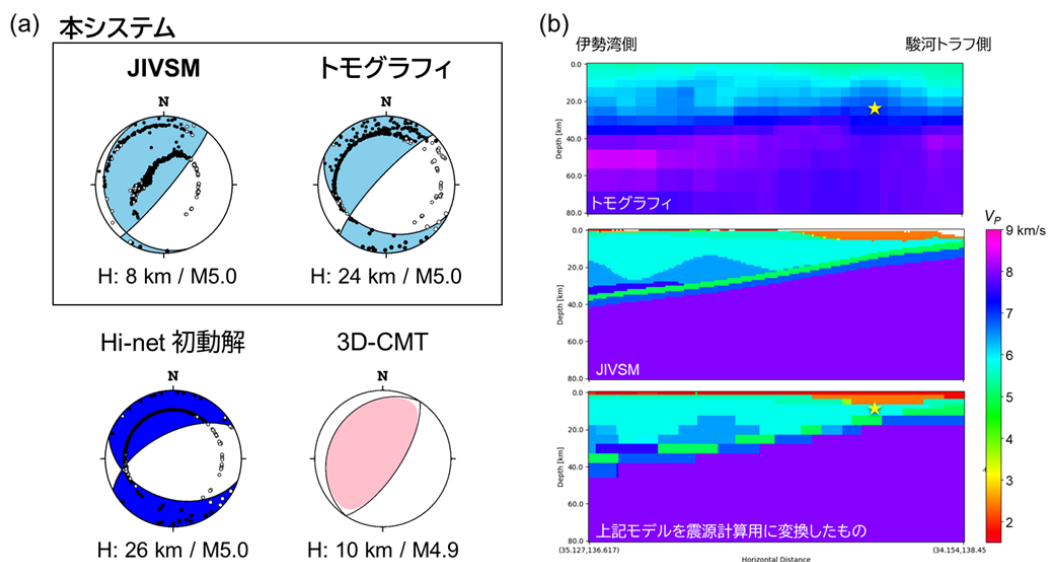 (a) 本システム
JIVSM
トモグラフィ
N
N
H: 8 km / M5.0
H: 24 km / M5.0
Hi-net 初動解
3D-CMT
N
N
H: 26 km / M5.0
H: 10 km / M4.9
(b)
伊勢湾側
駿河トラフ側
0.0
20.0
40.0
60.0
80.0
Depth [km]
トモグラフィ
0.0
20.0
40.0
60.0
80.0
Depth [km]
JIVSM
0.0
20.0
40.0
60.0
80.0
Depth [km]
上記モデルを震源計算用に変換したもの
(35.127,136.617)
(34.154,138.45
Horizontal Distance
VP
9 km/s
8
7
6
5
4
3
2